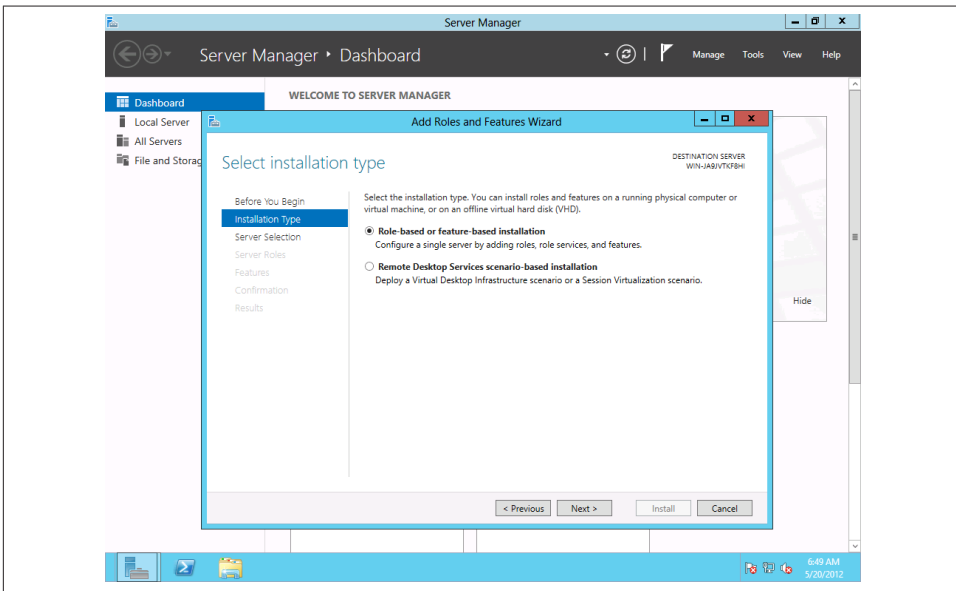 Server Manager
Server Manager • Dashboard
Manage Tools View Help
Dashboard
Local Server
All Servers
File and Storag
WELCOME TO SERVER MANAGER
Add Roles and Features Wizard
Select installation type
DESTINATION SERVER
WIN-JA9JVTKF8HI
Before You Begin
Installation Type
Server Selection
Server Roles
Features
Confirmation
Results
Select the installation type. You can install roles and features on a running physical computer or
virtual machine, or on an offline virtual hard disk (VHD).
Role-based or feature-based installation
Configure a single server by adding roles, role services, and features.
Remote Desktop Services scenario-based installation
Deploy a Virtual Desktop Infrastructure scenario or a Session Virtualization scenario.
Hide
< Previous Next > Install Cancel
6:49 AM
5/20/2012